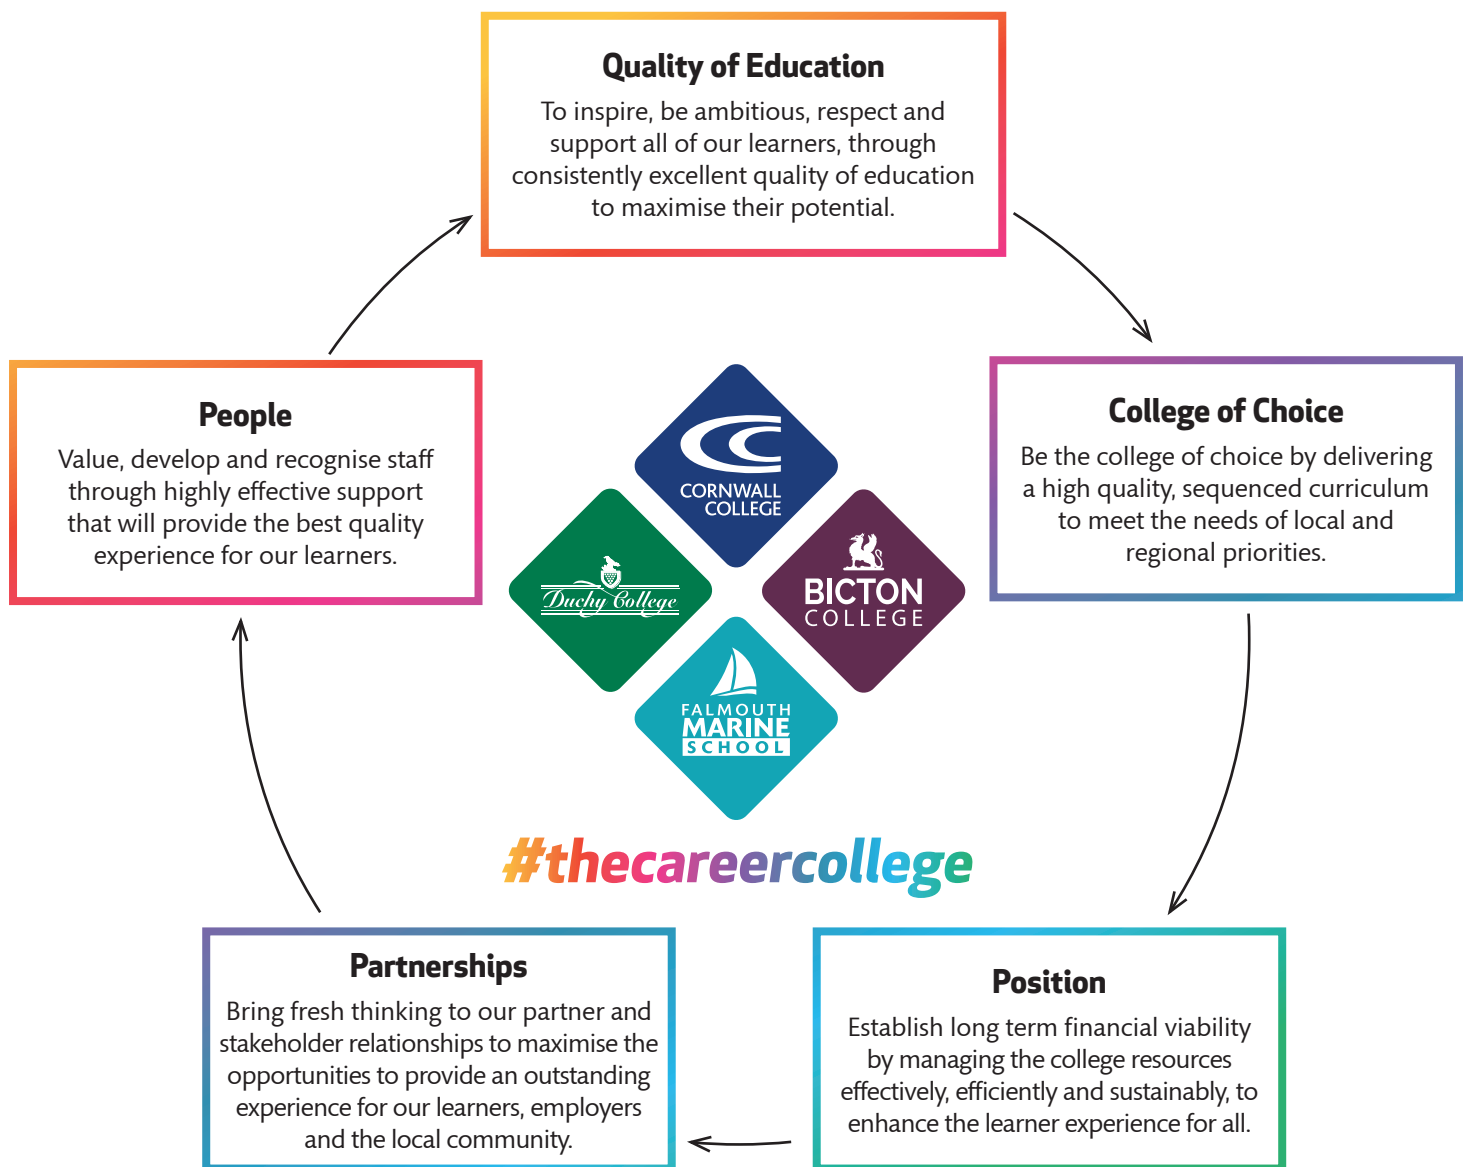 Quality of Education
To inspire, be ambitious, respect and
support all of our learners, through
consistently excellent quality of education
to maximise their potential.
People
Value, develop and recognise staff
through highly effective support
that will provide the best quality
experience for our learners.
College of Choice
Be the college of choice by delivering
a high quality, sequenced curriculum
to meet the needs of local and
regional priorities.
CORNWALL
COLLEGE
Duchy College
BICTON
COLLEGE
FALMOUTH
MARINE
SCHOOL
#thecareercollege
Partnerships
Bring fresh thinking to our partner and
stakeholder relationships to maximise the
opportunities to provide an outstanding
experience for our learners, employers
and the local community.
Position
Establish long term financial viability
by managing the college resources
effectively, efficiently and sustainably, to
enhance the learner experience for all.